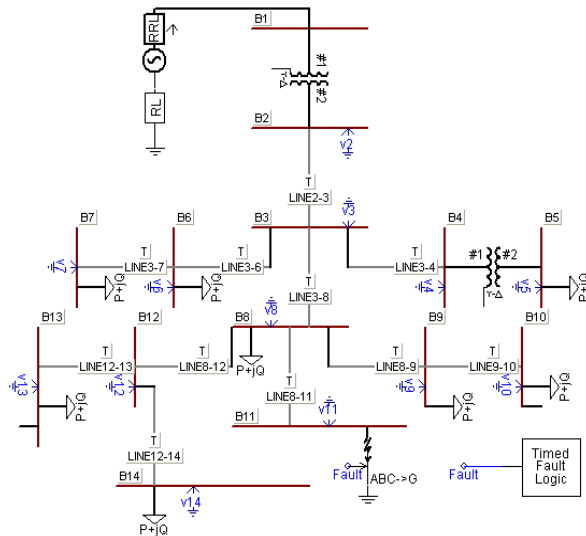 RRL
RL
B1
#1
#2
B2
v2
T
LINE2-3
B3
v3
B7
B6
B4
B5
v7
T
LINE3-7
v6
T
LINE3-6
T
LINE3-4
#1
#2
v4
v5
P+jQ
P+jQ
P+jQ
T
LINE3-8
B13
B12
B8
v8
B9
B10
v13
T
LINE12-13
v12
T
LINE8-12
P+jQ
T
LINE8-9
v9
T
LINE9-10
v10
P+jQ
P+jQ
P+jQ
T
LINE8-11
B11
v11
T
LINE12-14
Fault
ABC->G
Fault
Timed
Fault
Logic
B14
v14
P+jQ